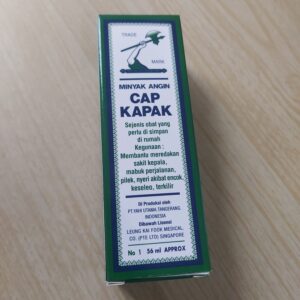 TRADE
MARK
MINYAK ANGIN
CAP
KAPAK
Sejenis obat yang
perlu di simpan
di rumah
Kegunaan :
Membantu meredakan
sakit kepala,
mabuk perjalanan,
pilek, nyeri akibat encok,
keseleo, terkilir
Di Produksi oleh:
PT. YAFI UTAMA, TANGERANG
INDONESIA
Dibawah Lisensi
LEUNG KAI FOOK MEDICAL
CO. (PTE) LTD, SINGAPORE
No 1 56 ml APPROX